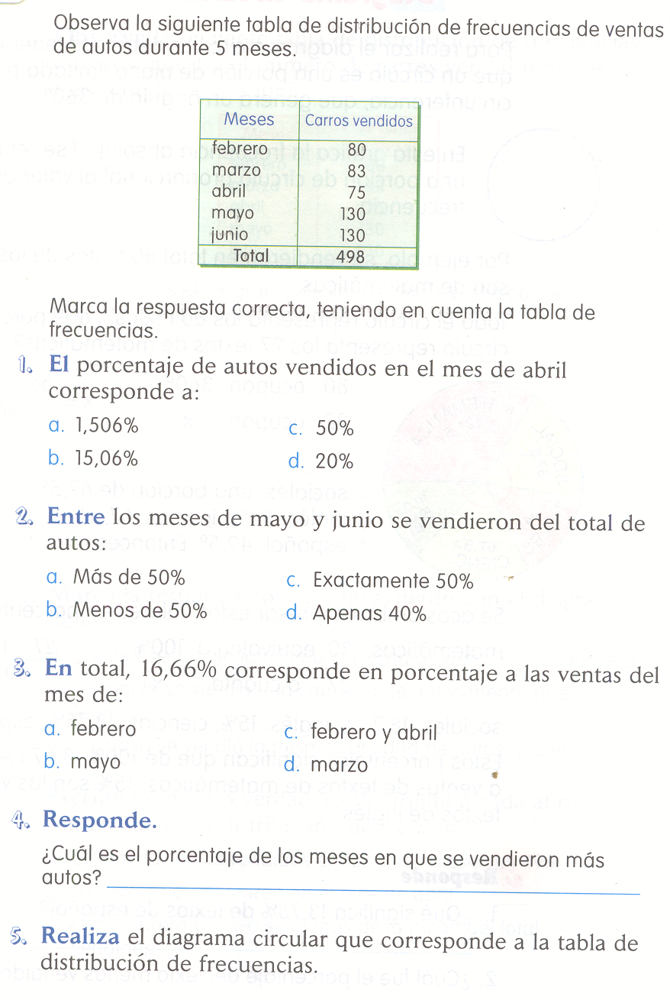 Observa la siguiente tabla de distribución de frecuencias de ventas
de autos durante 5 meses.
Meses Carros vendidos
febrero 80
marzo 83
abril 75
mayo 130
junio 130
Total 498
Marca la respuesta correcta, teniendo en cuenta la tabla de
frecuencias.
1. El porcentaje de autos vendidos en el mes de abril
corresponde a:
a. 1,506% c. 50%
b. 15,06% d. 20%
2. Entre los meses de mayo y junio se vendieron del total de
autos:
a. Más de 50% c. Exactamente 50%
b. Menos de 50% d. Apenas 40%
3. En total, 16,66% corresponde en porcentaje a las ventas del
mes de:
a. febrero c. febrero y abril
b. mayo d. marzo
4. Responde.
¿Cuál es el porcentaje de los meses en que se vendieron más
autos?
5. Realiza el diagrama circular que corresponde a la tabla de
distribución de frecuencias.